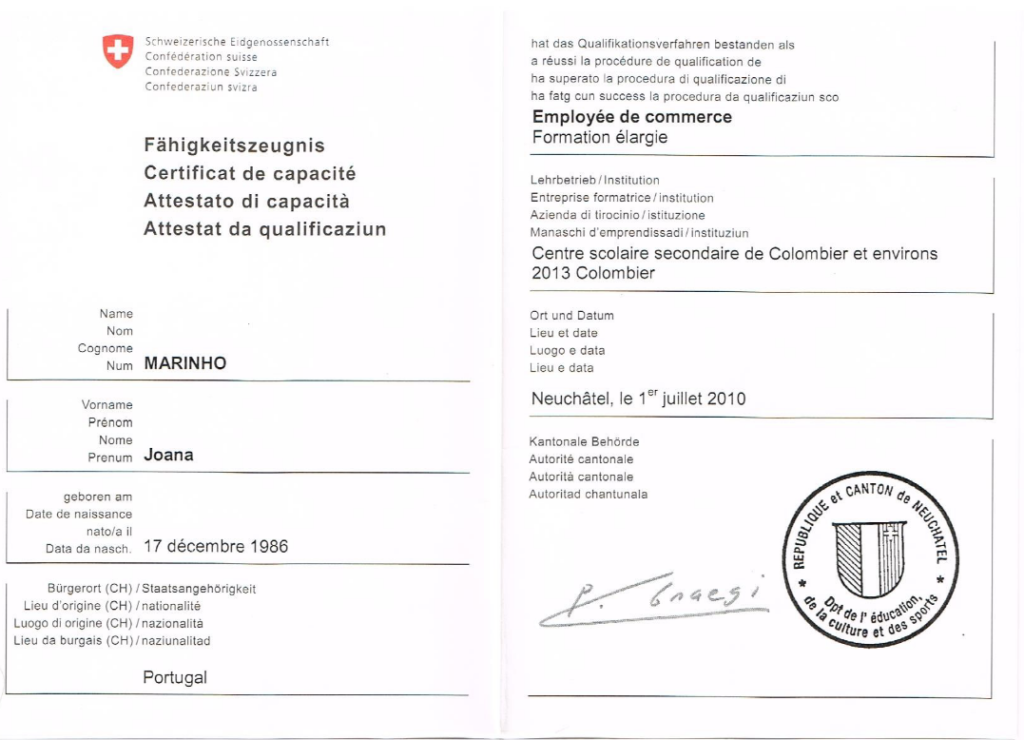 Schweizerische Eidgenossenschaft
Confédération suisse
Confederazione Svizzera
Confederaziun svizra
Fähigkeitszeugnis
Certificat de capacité
Attestato di capacità
Attestat da qualificaziun
Name
Nom
Cognome
Num MARINHO
Vorname
Prénom
Nome
Prenum Joana
geboren am
Date de naissance
nato/a il
Data da nasch. 17 décembre 1986
Bürgerort (CH) / Staatsangehörigkeit
Lieu d'origine (CH) / nationalité
Luogo di origine (CH) / nazionalità
Lieu da burgais (CH) / naziunalitad
Portugal
hat das Qualifikationsverfahren bestanden als
a réussi la procédure de qualification de
ha superato la procedura di qualificazione di
ha fatg cun success la procedura da qualificaziun sco
Employée de commerce
Formation élargie
Lehrbetrieb / Institution
Entreprise formatrice / institution
Azienda di tirocinio / istituzione
Manaschi d'emprendissadi / instituziun
Centre scolaire secondaire de Colombier et environs
2013 Colombier
Ort und Datum
Lieu et date
Luogo e data
Lieu e data
Neuchâtel, le 1er juillet 2010
Kantonale Behörde
Autorité cantonale
Autorità cantonale
Autoritad chantunala
REPUBLIQUE et CANTON de NEUCHATEL
Dpt de l'éducation,
de la culture et des sports